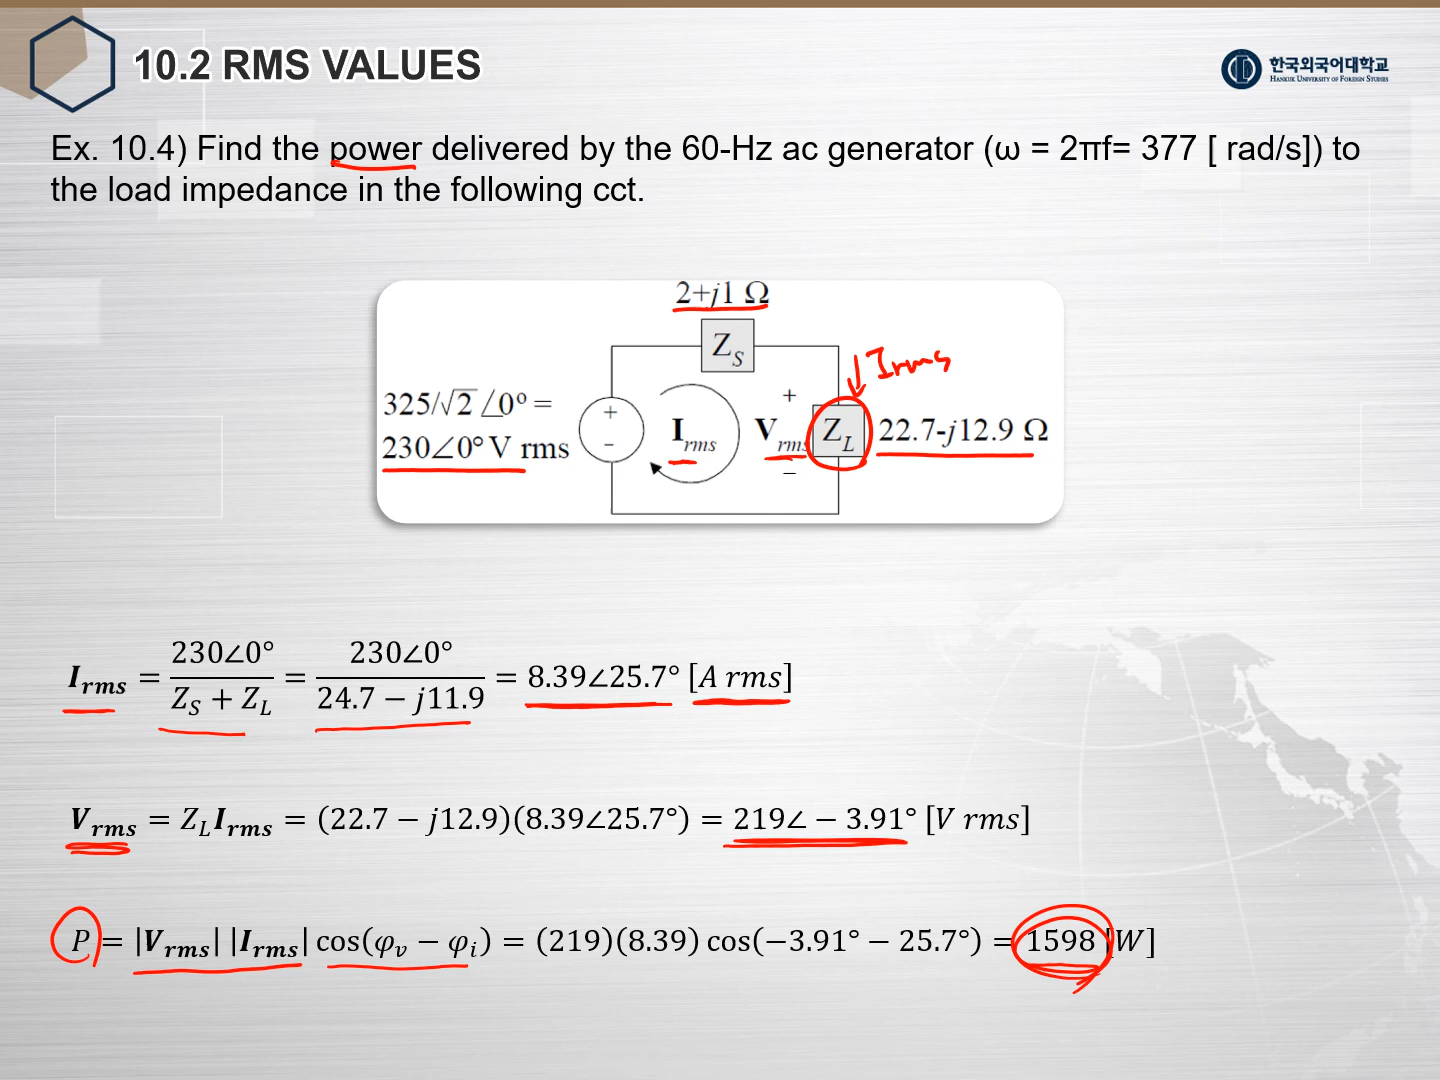 10.2 RMS VALUES
한국외국어대학교
HANKUK UNIVERSITY OF FOREIGN STUDIES
Ex. 10.4) Find the power delivered by the 60-Hz ac generator (ω = 2πf= 377 [ rad/s]) to
the load impedance in the following cct.
2+j1 Ω
Z_S
Irms
325/√2 ∠0° =
230∠0° V rms
+
−
I_rms
+
V_rms
−
Z_L
22.7-j12.9 Ω
I_rms = 230∠0° / (Z_S + Z_L) = 230∠0° / (24.7 − j11.9) = 8.39∠25.7° [A rms]
V_rms = Z_L I_rms = (22.7 − j12.9)(8.39∠25.7°) = 219∠ − 3.91° [V rms]
P = |V_rms| |I_rms| cos(φ_v − φ_i) = (219)(8.39) cos(−3.91° − 25.7°) = 1598 [W]